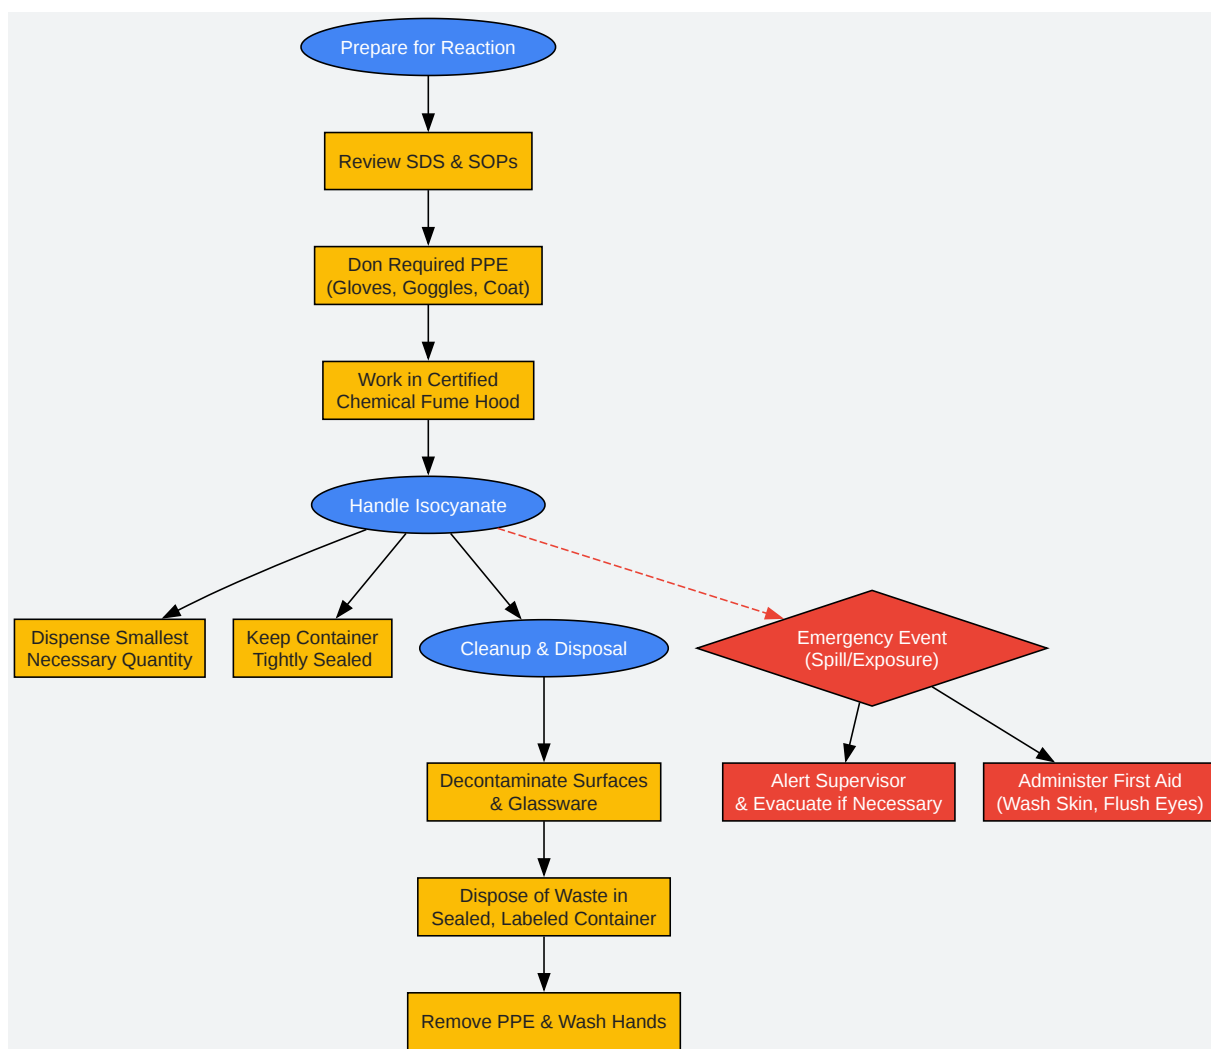 Prepare for Reaction
Review SDS & SOPs
Don Required PPE
(Gloves, Goggles, Coat)
Work in Certified
Chemical Fume Hood
Handle Isocyanate
Dispense Smallest
Necessary Quantity
Keep Container
Tightly Sealed
Cleanup & Disposal
Emergency Event
(Spill/Exposure)
Decontaminate Surfaces
& Glassware
Alert Supervisor
& Evacuate if Necessary
Administer First Aid
(Wash Skin, Flush Eyes)
Dispose of Waste in
Sealed, Labeled Container
Remove PPE & Wash Hands